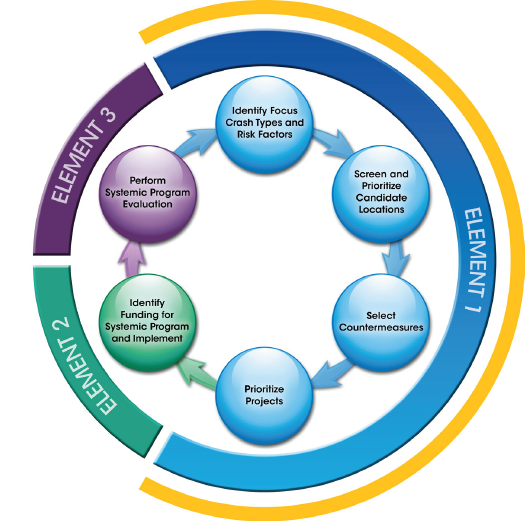 Identify Focus
Crash Types and
Risk Factors
Screen and
Prioritize
Candidate
Locations
Select
Countermeasures
Prioritize
Projects
Identify
Funding for
Systemic Program
and Implement
Perform
Systemic Program
Evaluation
ELEMENT 1
ELEMENT 2
ELEMENT 3